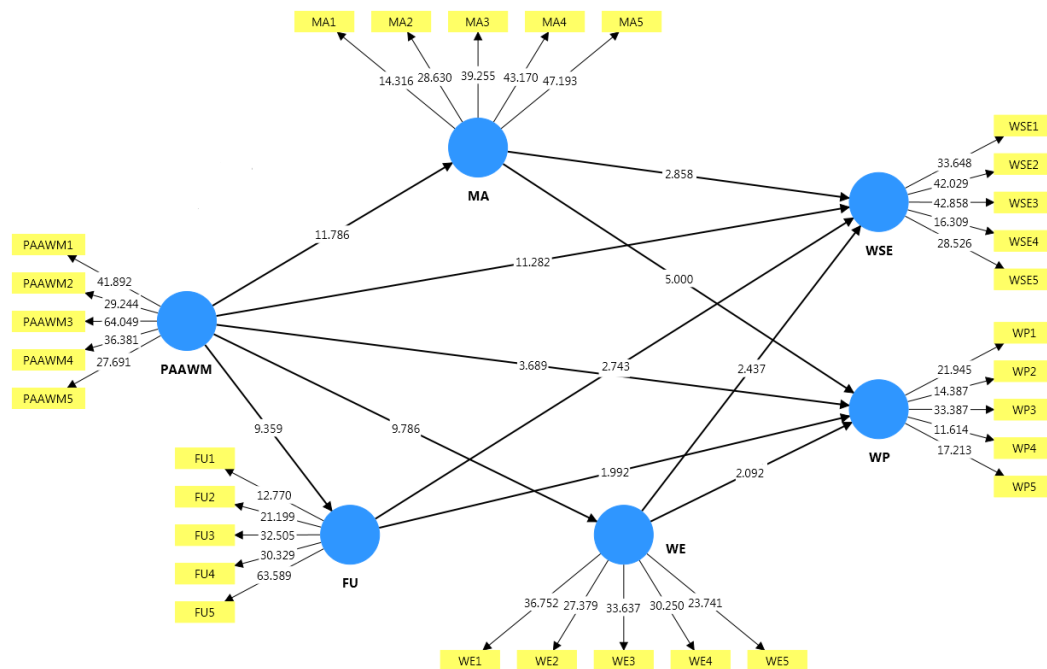 MA1 MA2 MA3 MA4 MA5
14.316 28.630 39.255 43.170 47.193
MA
WSE1
WSE2
WSE3
WSE4
WSE5
33.648
42.029
42.858
16.309
28.526
WSE
2.858
11.786
11.282
5.000
PAAWM1
PAAWM2
PAAWM3
PAAWM4
PAAWM5
41.892
29.244
64.049
36.381
27.691
PAAWM
3.689
2.743
2.437
WP1
WP2
WP3
WP4
WP5
21.945
14.387
33.387
11.614
17.213
WP
9.359
9.786
1.992
2.092
FU1
FU2
FU3
FU4
FU5
12.770
21.199
32.505
30.329
63.589
FU
WE
36.752 27.379 33.637 30.250 23.741
WE1 WE2 WE3 WE4 WE5